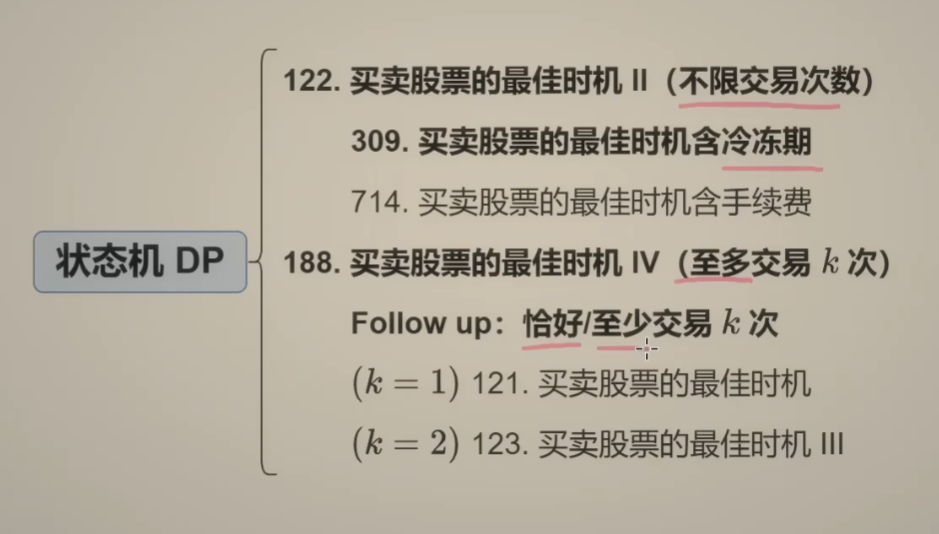 状态机 DP
122. 买卖股票的最佳时机 II（不限交易次数）
309. 买卖股票的最佳时机含冷冻期
714. 买卖股票的最佳时机含手续费
188. 买卖股票的最佳时机 IV（至多交易 k 次）
Follow up：恰好/至少交易 k 次
(k = 1) 121. 买卖股票的最佳时机
(k = 2) 123. 买卖股票的最佳时机 III